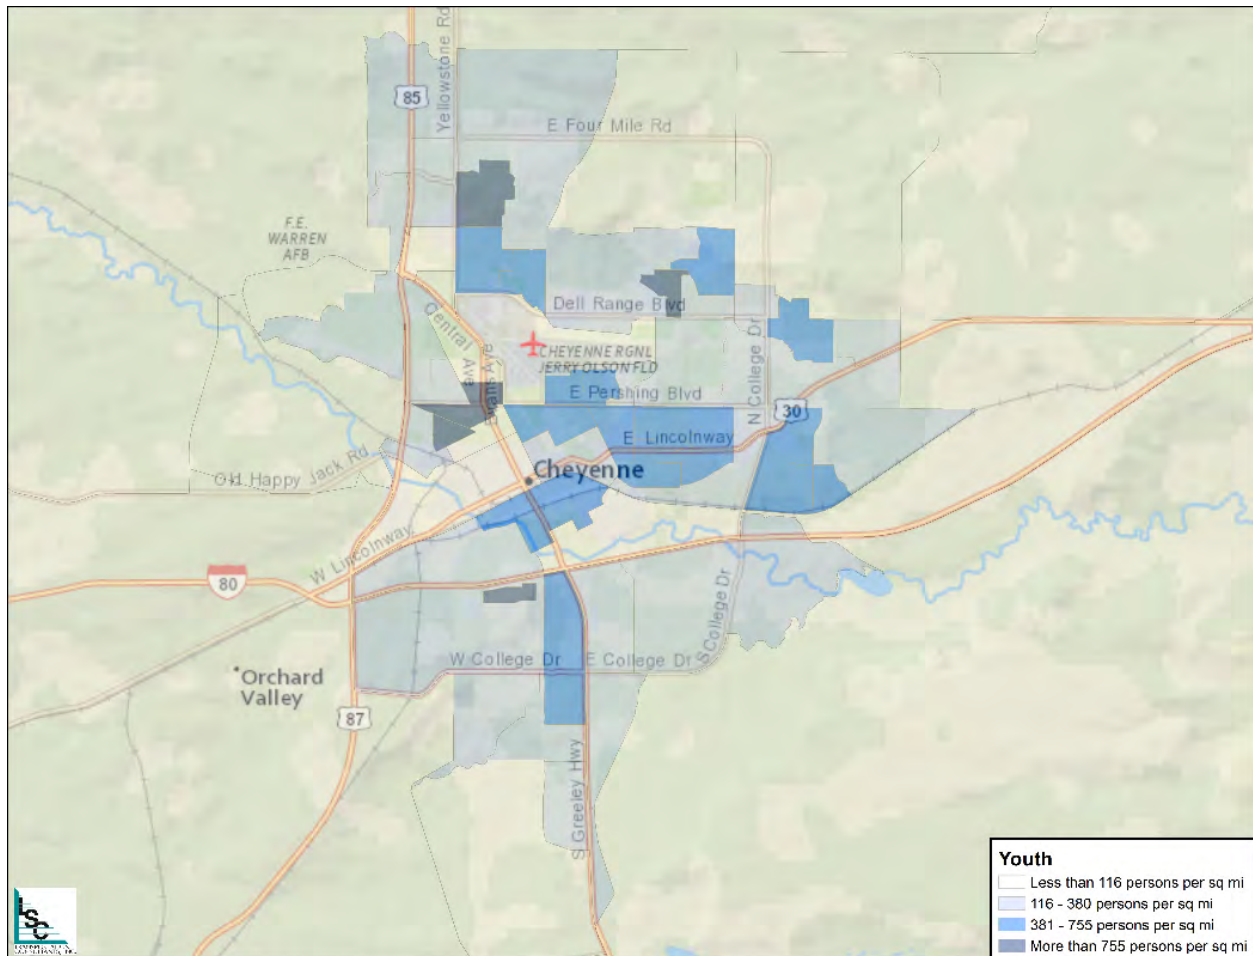 Yellowstone Rd
85
E Four Mile Rd
F.E.
WARREN
AFB
Dell Range Blvd
Central Ave
Evans Ave
CHEYENNE RGNL
JERRY OLSON FLD
N College Dr
E Pershing Blvd
30
E Lincolnway
Old Happy Jack Rd
Cheyenne
W Lincolnway
80
S College Dr
W College Dr
E College Dr
Orchard
Valley
87
S Greeley Hwy
Youth
Less than 116 persons per sq mi
116 - 380 persons per sq mi
381 - 755 persons per sq mi
More than 755 persons per sq mi
LSC